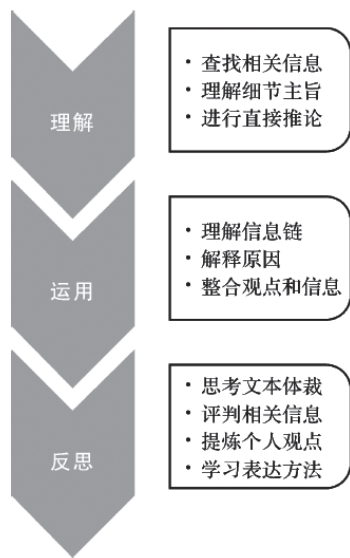 理解
· 查找相关信息
· 理解细节主旨
· 进行直接推论
运用
· 理解信息链
· 解释原因
· 整合观点和信息
反思
· 思考文本体裁
· 评判相关信息
· 提炼个人观点
· 学习表达方法